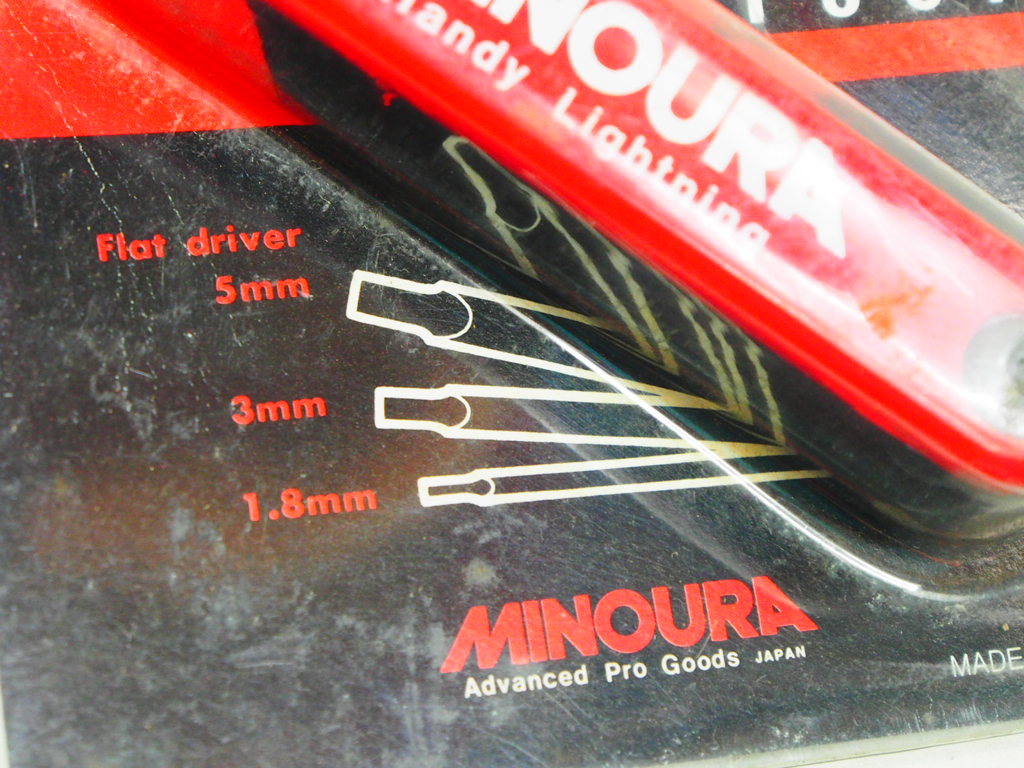 MINOURA
Handy Lightning
Flat driver
5mm
3mm
1.8mm
MINOURA
Advanced Pro Goods JAPAN
MADE